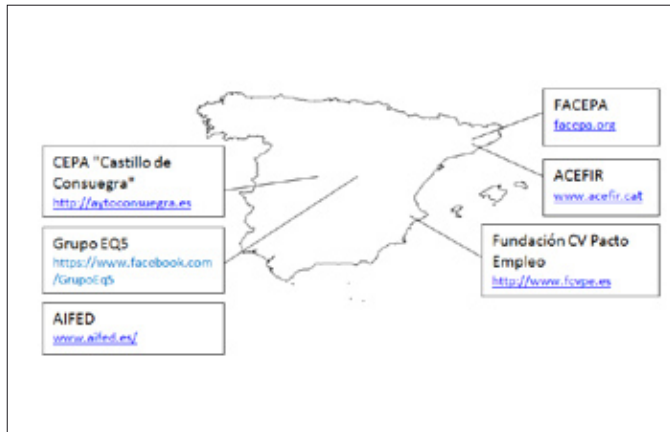 FACEPA
facepa.org
CEPA "Castillo de
Consuegra"
http://aytoconsuegra.es
ACEFIR
www.acefir.cat
Grupo EQ5
https://www.facebook.com
/GrupoEq5
Fundación CV Pacto
Empleo
http://www.fcvpe.es
AIFED
www.aifed.es/